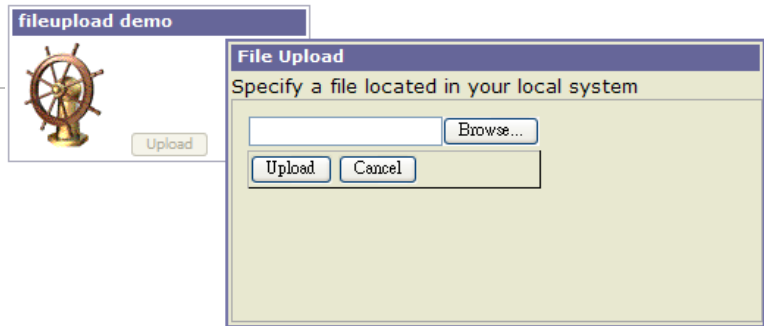 fileupload demo
Upload
File Upload
Specify a file located in your local system
Browse...
Upload Cancel